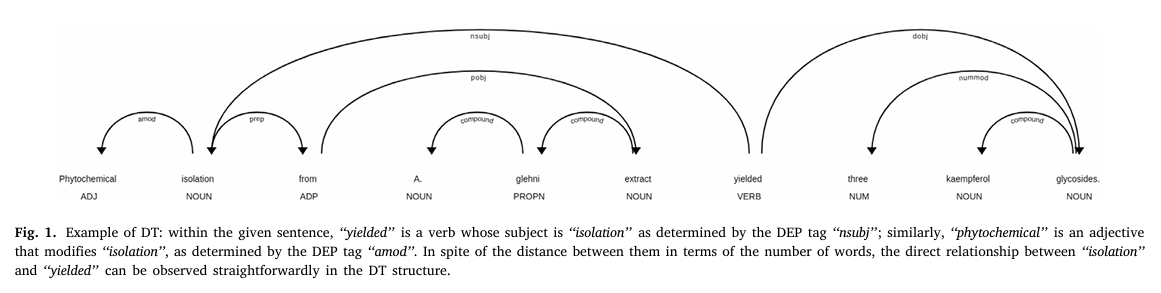 nsubj dobj
pobj nummod
amod prep compound compound compound
Phytochemical isolation from A. glehni extract yielded three kaempferol glycosides.
ADJ NOUN ADP NOUN PROPN NOUN VERB NUM NOUN NOUN
Fig. 1. Example of DT: within the given sentence, “yielded” is a verb whose subject is “isolation” as determined by the DEP tag “nsubj”; similarly, “phytochemical” is an adjective
that modifies “isolation”, as determined by the DEP tag “amod”. In spite of the distance between them in terms of the number of words, the direct relationship between “isolation”
and “yielded” can be observed straightforwardly in the DT structure.